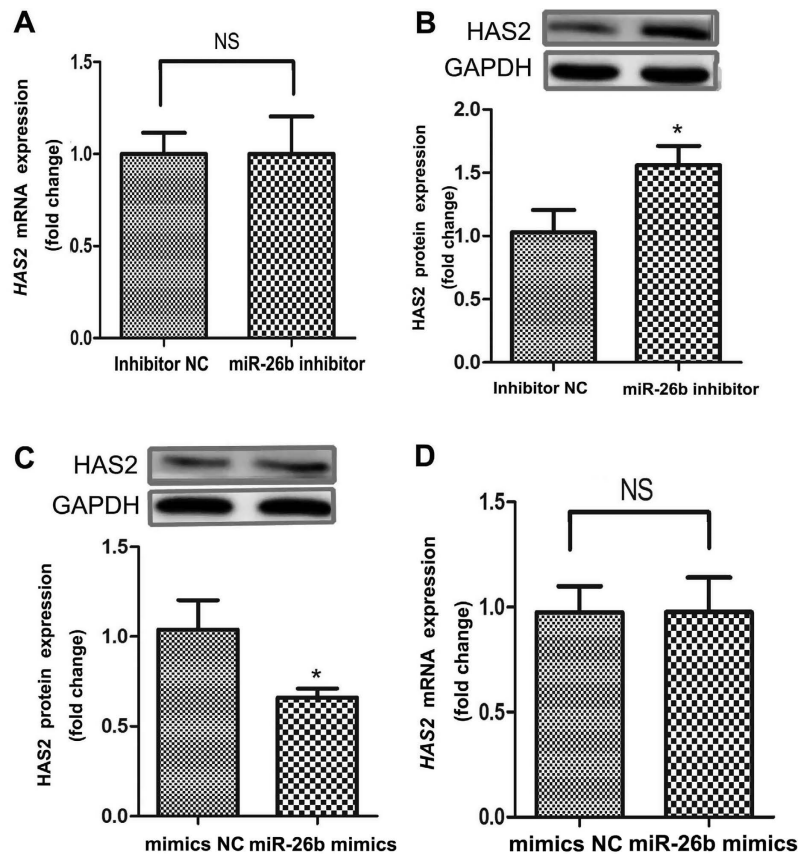 A
NS
HAS2 mRNA expression
(fold change)
1.5
1.0
0.5
0.0
Inhibitor NC miR-26b inhibitor
B
HAS2
GAPDH
HAS2 protein expression
(fold change)
2.0
1.5
1.0
0.5
0.0
*
Inhibitor NC miR-26b inhibitor
C
HAS2
GAPDH
HAS2 protein expression
(fold change)
1.5
1.0
0.5
0.0
*
mimics NC miR-26b mimics
D
NS
HAS2 mRNA expression
(fold change)
1.5
1.0
0.5
0.0
mimics NC miR-26b mimics